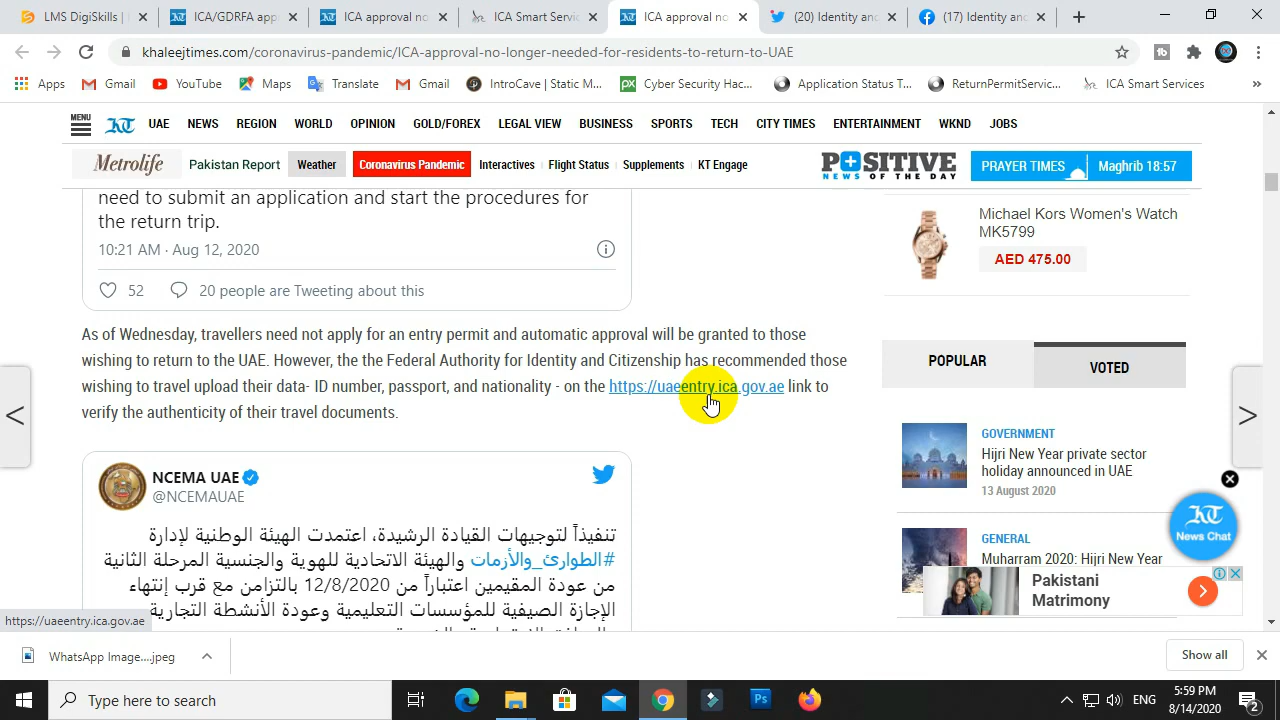 LMS DigiSkills |
ICA/GDRFA app
ICA approval no
ICA Smart Servic
ICA approval no
(20) Identity and
(17) Identity and
khaleejtimes.com/coronavirus-pandemic/ICA-approval-no-longer-needed-for-residents-to-return-to-UAE
Apps
Gmail
YouTube
Maps
Translate
Gmail
IntroCave | Static M...
Cyber Security Hac...
Application Status T...
ReturnPermitServic...
ICA Smart Services
»
MENU
KT
UAE
NEWS
REGION
WORLD
OPINION
GOLD/FOREX
LEGAL VIEW
BUSINESS
SPORTS
TECH
CITY TIMES
ENTERTAINMENT
WKND
JOBS
Metrolife
Pakistan Report
Weather
Coronavirus Pandemic
Interactives
Flight Status
Supplements
KT Engage
POSITIVE
NEWS OF THE DAY
PRAYER TIMES
Maghrib 18:57
need to submit an application and start the procedures for
the return trip.
10:21 AM · Aug 12, 2020
52
20 people are Tweeting about this
As of Wednesday, travellers need not apply for an entry permit and automatic approval will be granted to those
wishing to return to the UAE. However, the the Federal Authority for Identity and Citizenship has recommended those
wishing to travel upload their data- ID number, passport, and nationality - on the https://uaeentry.ica.gov.ae link to
verify the authenticity of their travel documents.
NCEMA UAE
@NCEMAUAE
تنفيذاً لتوجيهات القيادة الرشيدة، اعتمدت الهيئة الوطنية لإدارة
#الطوارئ_والأزمات والهيئة الاتحادية للهوية والجنسية المرحلة الثانية
من عودة المقيمين اعتباراً من 12/8/2020 بالتزامن مع قرب إنتهاء
الإجازة الصيفية للمؤسسات التعليمية وعودة الأنشطة التجارية
Michael Kors Women's Watch
MK5799
AED 475.00
POPULAR
VOTED
GOVERNMENT
Hijri New Year private sector
holiday announced in UAE
13 August 2020
GENERAL
Muharram 2020: Hijri New Year
KT
News Chat
Pakistani
Matrimony
https://uaeentry.ica.gov.ae
WhatsApp Image....jpeg
Show all
Type here to search
Ps
ENG
5:59 PM
8/14/2020
2